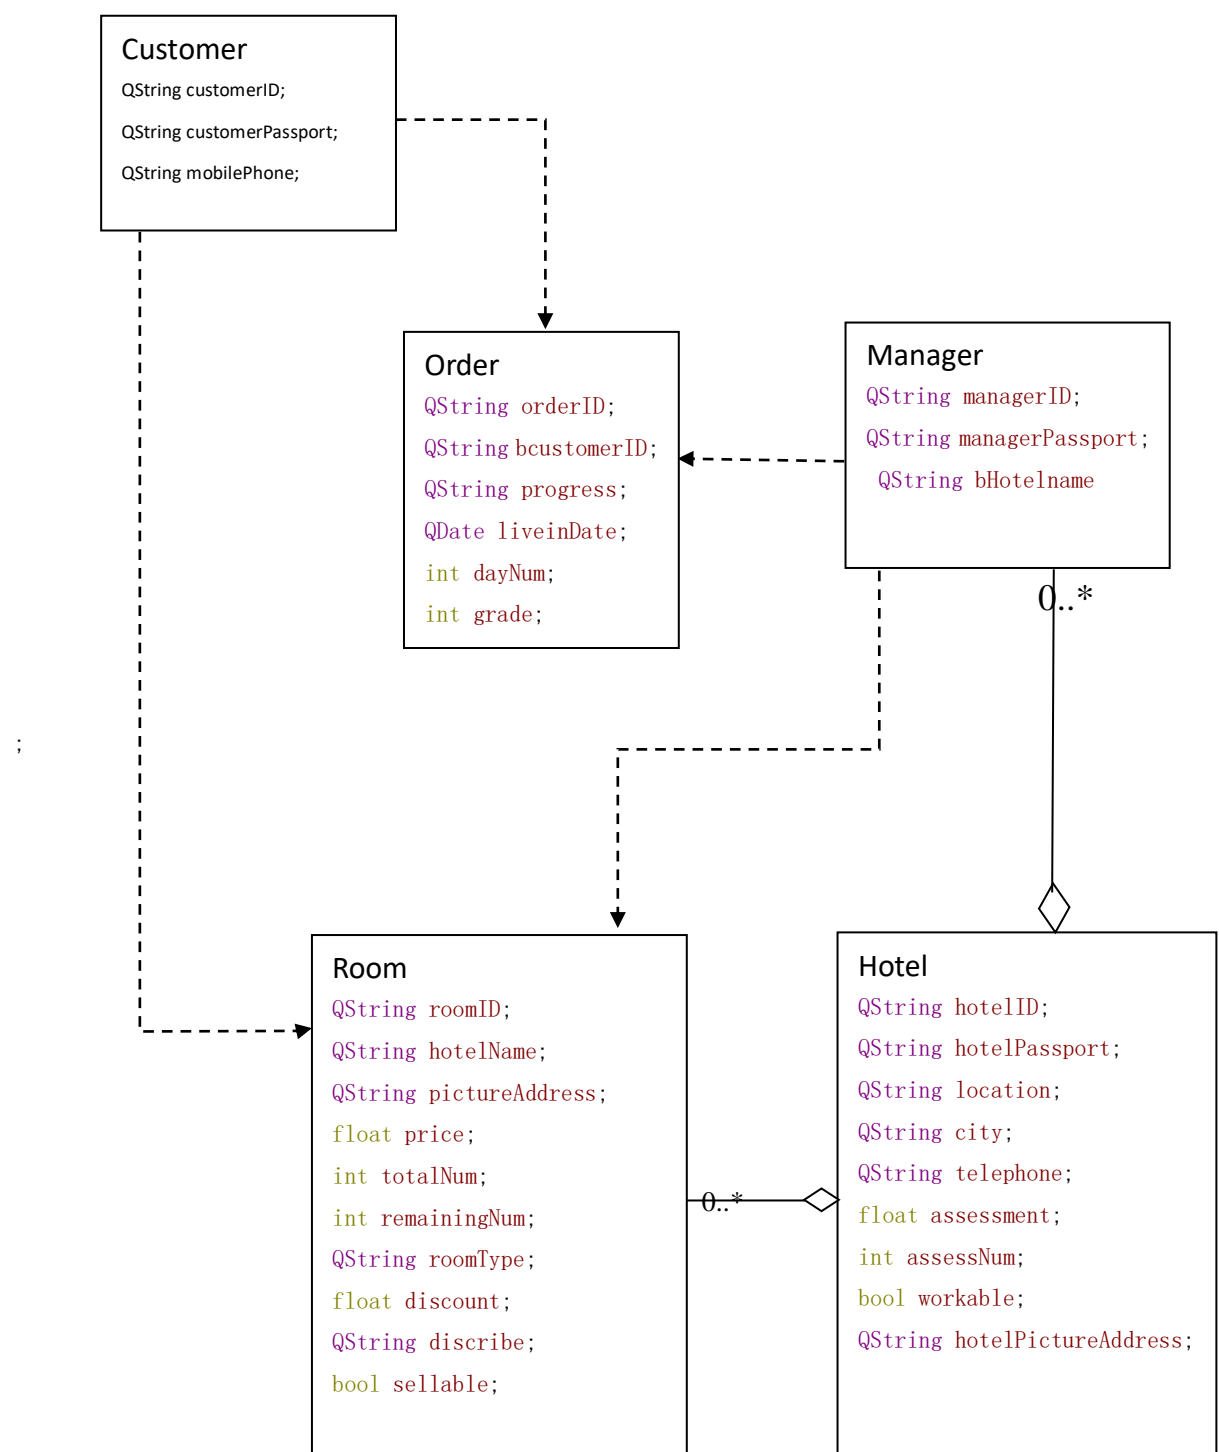 Customer
QString customerID;
QString customerPassport;
QString mobilePhone;
Order
QString orderID;
QString bcustomerID;
QString progress;
QDate liveinDate;
int dayNum;
int grade;
Manager
QString managerID;
QString managerPassport;
QString bHotelname
0..*
;
Room
QString roomID;
QString hotelName;
QString pictureAddress;
float price;
int totalNum;
int remainingNum;
QString roomType;
float discount;
QString discribe;
bool sellable;
0..*
Hotel
QString hotelID;
QString hotelPassport;
QString location;
QString city;
QString telephone;
float assessment;
int assessNum;
bool workable;
QString hotelPictureAddress;